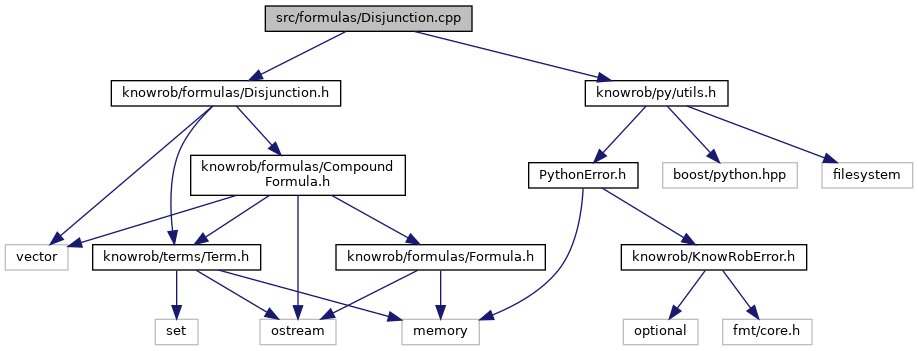 src/formulas/Disjunction.cpp
knowrob/formulas/Disjunction.h
knowrob/py/utils.h
knowrob/formulas/Compound
Formula.h
PythonError.h
boost/python.hpp
filesystem
vector
knowrob/terms/Term.h
knowrob/formulas/Formula.h
knowrob/KnowRobError.h
set
ostream
memory
optional
fmt/core.h